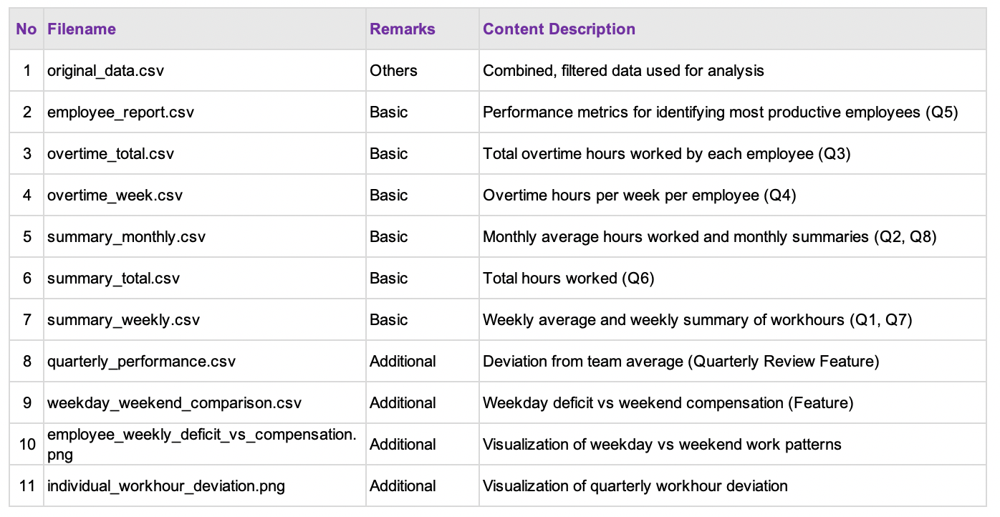 No Filename Remarks Content Description
1 original_data.csv Others Combined, filtered data used for analysis
2 employee_report.csv Basic Performance metrics for identifying most productive employees (Q5)
3 overtime_total.csv Basic Total overtime hours worked by each employee (Q3)
4 overtime_week.csv Basic Overtime hours per week per employee (Q4)
5 summary_monthly.csv Basic Monthly average hours worked and monthly summaries (Q2, Q8)
6 summary_total.csv Basic Total hours worked (Q6)
7 summary_weekly.csv Basic Weekly average and weekly summary of workhours (Q1, Q7)
8 quarterly_performance.csv Additional Deviation from team average (Quarterly Review Feature)
9 weekday_weekend_comparison.csv Additional Weekday deficit vs weekend compensation (Feature)
10 employee_weekly_deficit_vs_compensation.
png Additional Visualization of weekday vs weekend work patterns
11 individual_workhour_deviation.png Additional Visualization of quarterly workhour deviation